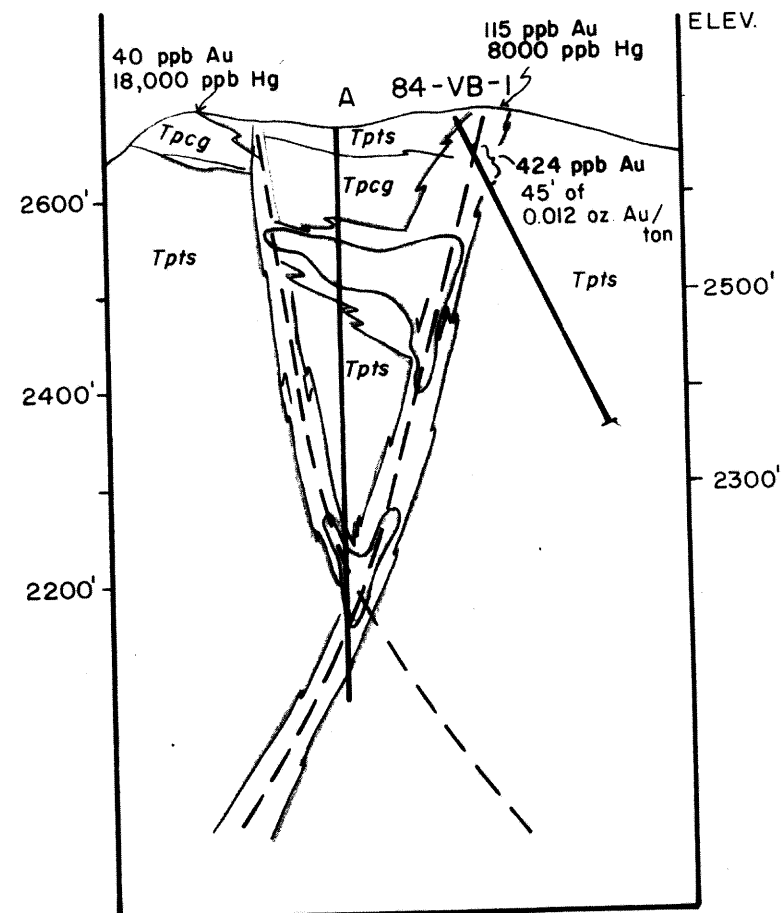 ELEV.
40 ppb Au
18,000 ppb Hg
A
84-VB-1
115 ppb Au
8000 ppb Hg
Tpcg
Tpts
Tpcg
424 ppb Au
45' of
0.012 oz. Au/
ton
2600'
Tpts
Tpts
2500'
Tpts
2400'
2300'
2200'